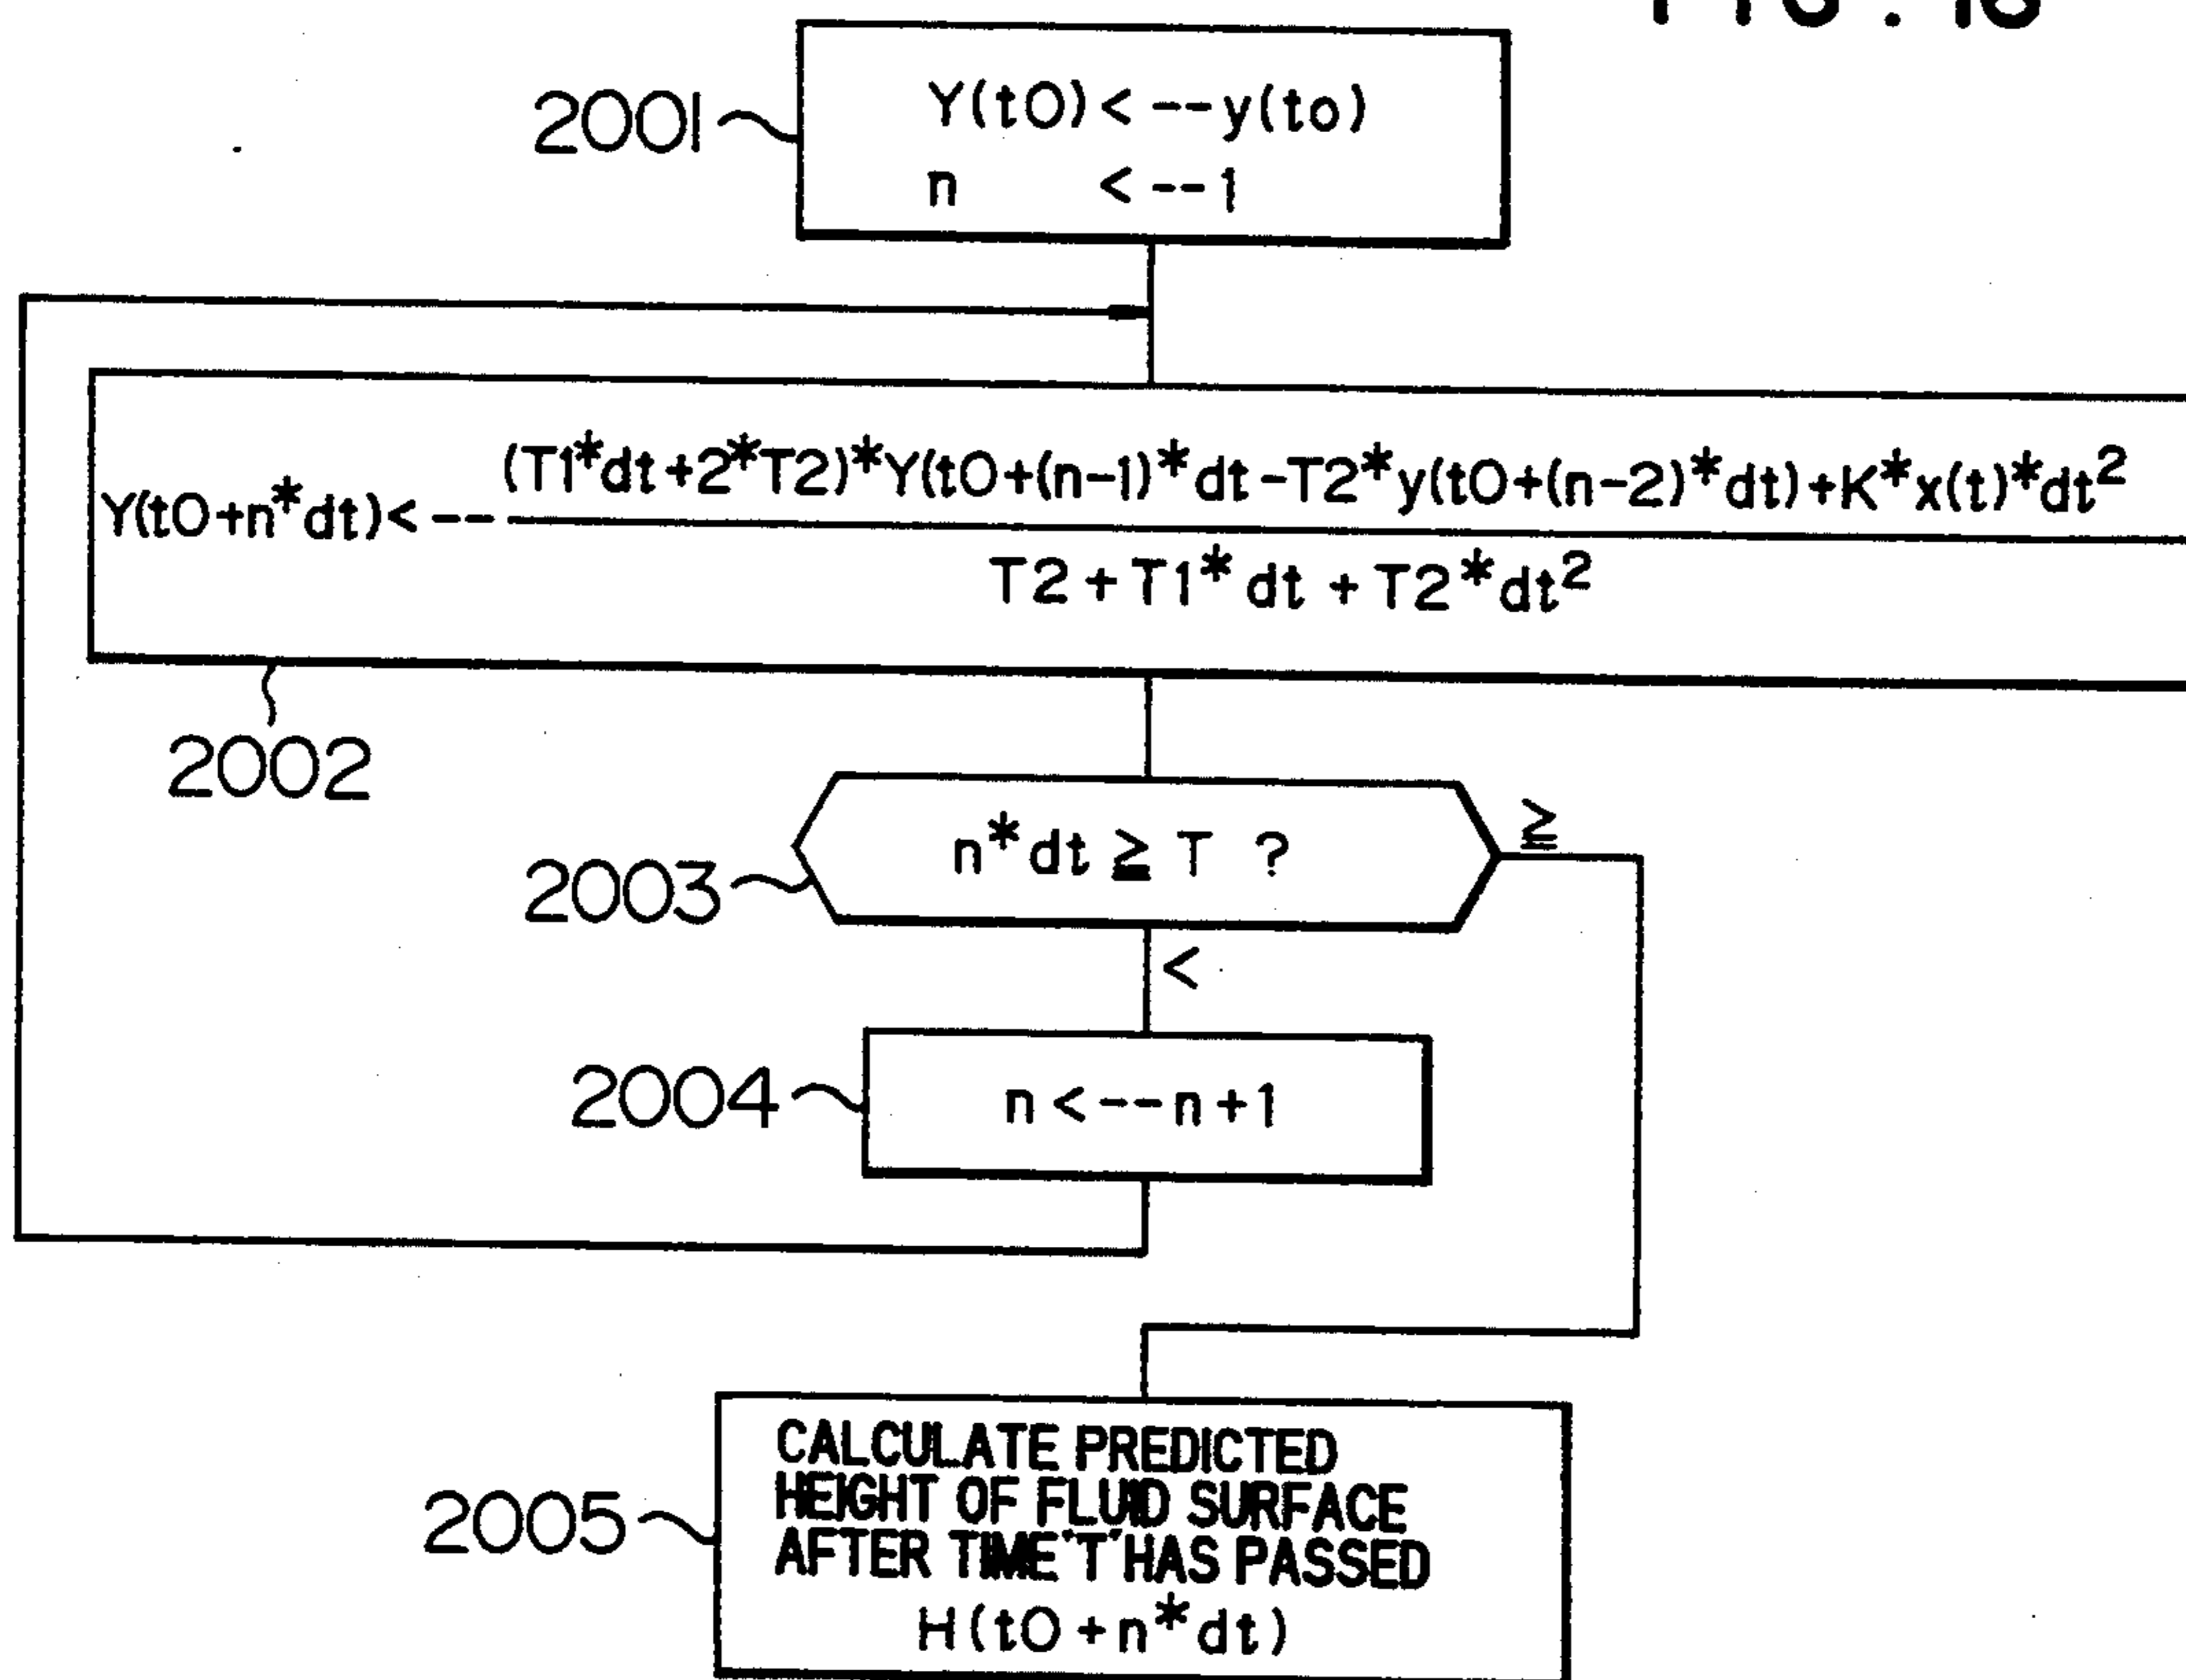 2001
Y(t0)<--y(to)
n <--1
(T1*dt+2*T2)*Y(t0+(n-1)*dt-T2*y(t0+(n-2)*dt)+K*x(t)*dt²
Y(t0+n*dt)<--
T2+T1*dt+T2*dt²
2002
n*dt≧T ?
≧
2003
<
2004
n<--n+1
CALCULATE PREDICTED
HEIGHT OF FLUID SURFACE
AFTER TIME "T" HAS PASSED
2005
H(t0+n*dt)